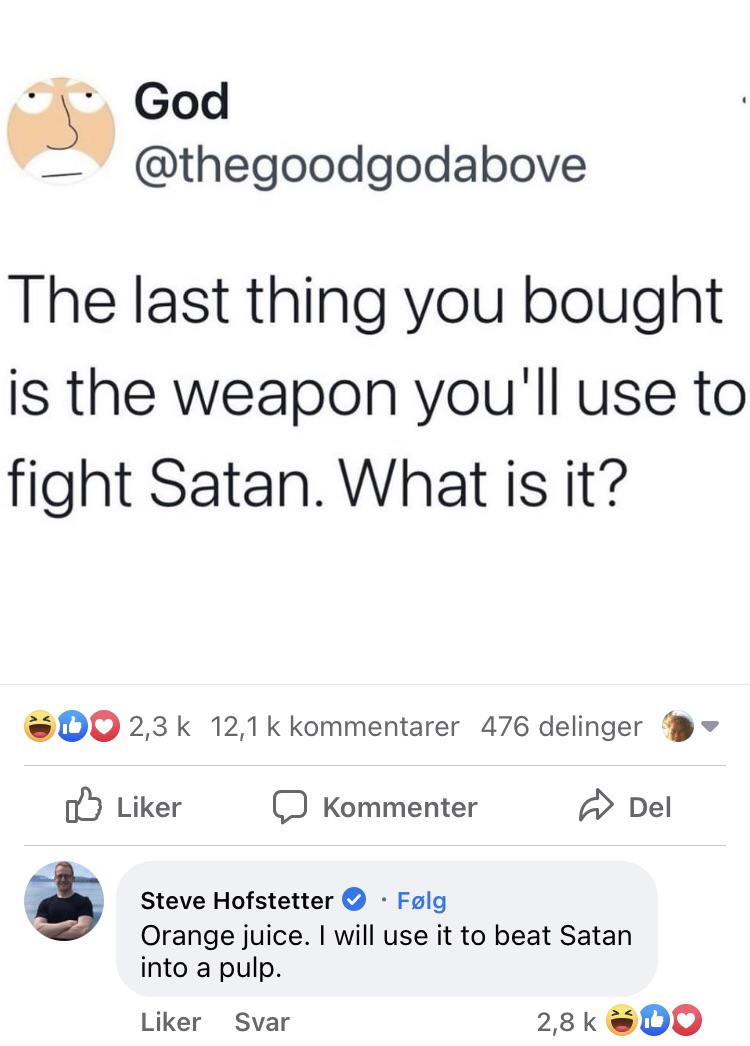 God
@thegoodgodabove
The last thing you bought
is the weapon you'll use to
fight Satan. What is it?
2,3 k 12,1 k kommentarer 476 delinger
Liker Kommenter Del
Steve Hofstetter · Følg
Orange juice. I will use it to beat Satan
into a pulp.
Liker Svar 2,8 k